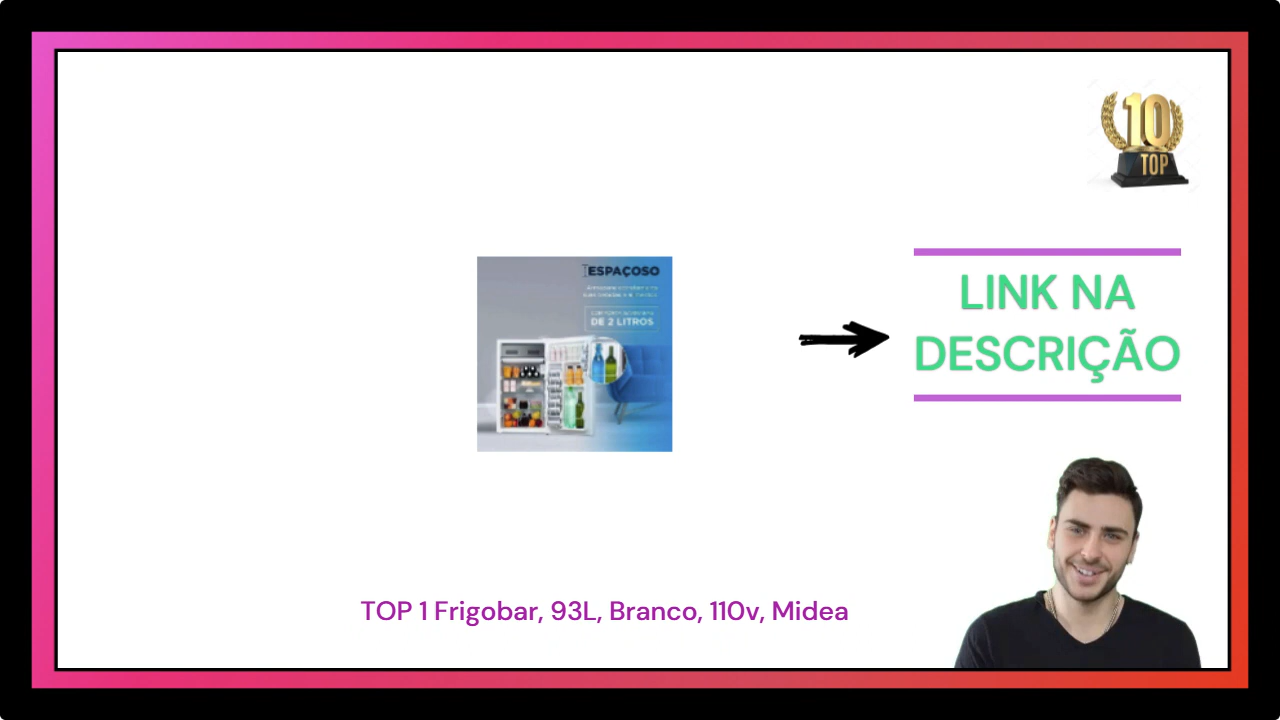 10
TOP
ESPAÇOSO
DE 2 LITROS
LINK NA
DESCRIÇÃO
TOP 1 Frigobar, 93L, Branco, 110v, Midea